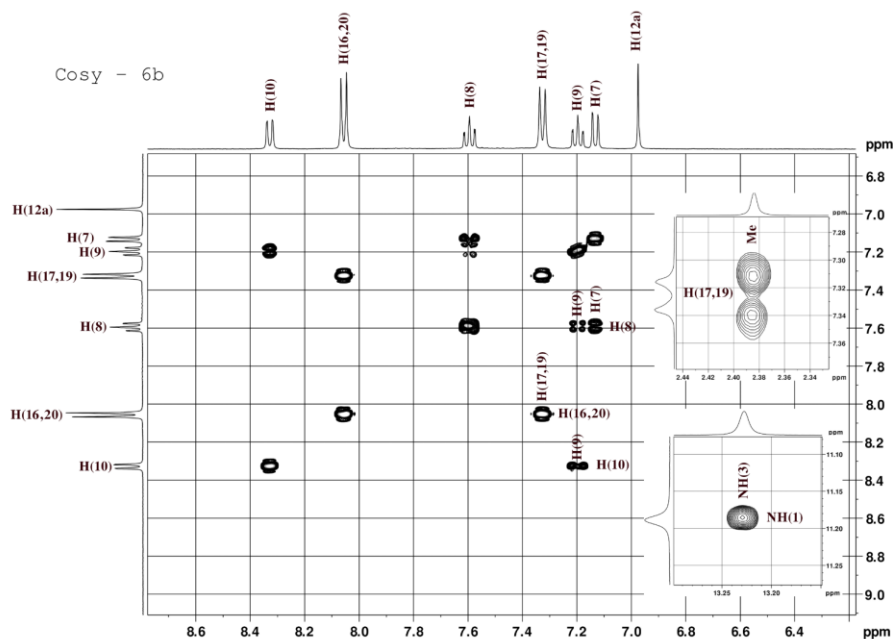 H(10)
H(16,20)
H(8)
H(17,19)
H(9)
H(7)
H(12a)
Cosy - 6b
ppm
6.8
7.0
7.2
7.4
7.6
7.8
8.0
8.2
8.4
8.6
8.8
9.0
ppm
H(12a)
H(7)
H(9)
H(17,19)
H(8)
H(16,20)
H(10)
H(9)
H(7)
H(8)
H(17,19)
H(16,20)
H(9)
H(10)
ppm
Me
7.28
7.30
H(17,19)
7.32
7.34
7.36
2.44
2.42
2.40
2.38
2.36
2.34
ppm
ppm
11.10
NH(3)
11.15
NH(1)
11.20
11.25
13.25
13.20
ppm
8.6
8.4
8.2
8.0
7.8
7.6
7.4
7.2
7.0
6.8
6.6
6.4
ppm